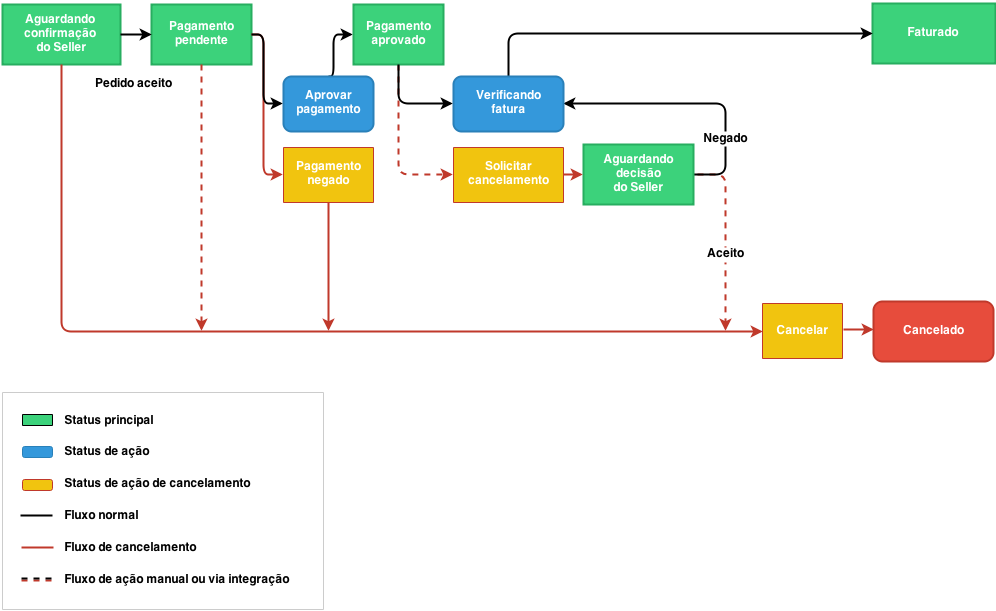 Aguardando
confirmação
do Seller
Pagamento
pendente
Pagamento
aprovado
Faturado
Pedido aceito
Aprovar
pagamento
Verificando
fatura
Negado
Pagamento
negado
Solicitar
cancelamento
Aguardando
decisão
do Seller
Aceito
Cancelar
Cancelado
Status principal
Status de ação
Status de ação de cancelamento
Fluxo normal
Fluxo de cancelamento
Fluxo de ação manual ou via integração